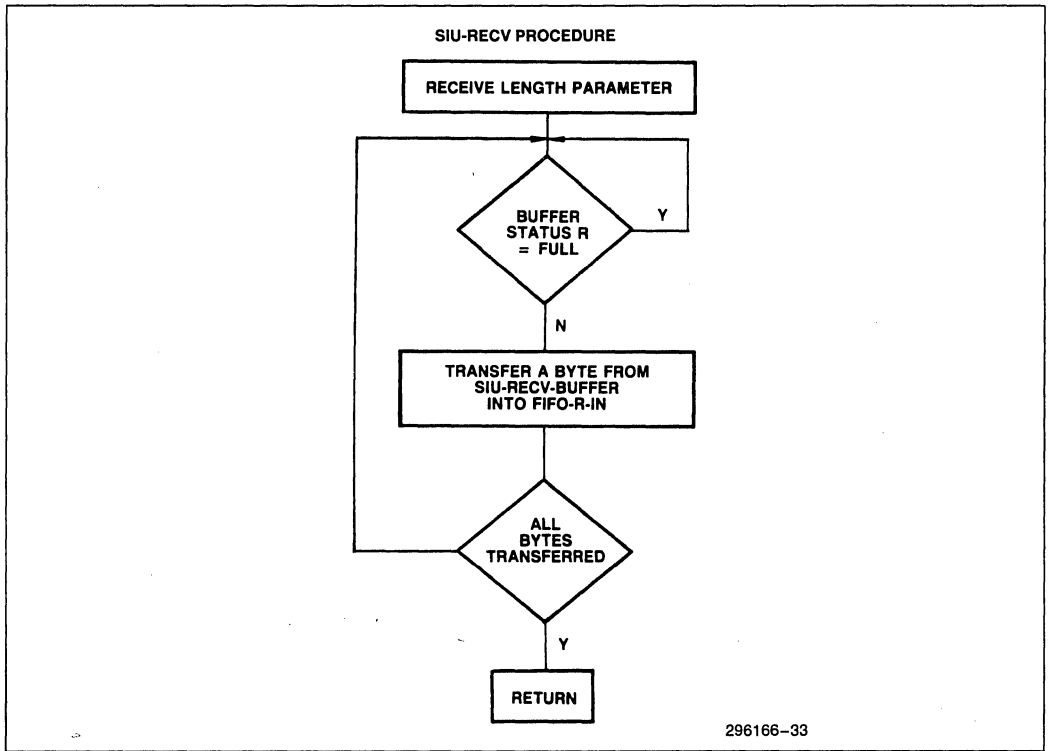 SIU-RECV PROCEDURE
RECEIVE LENGTH PARAMETER
BUFFER
STATUS R
= FULL
Y
N
TRANSFER A BYTE FROM
SIU-RECV-BUFFER
INTO FIFO-R-IN
ALL
BYTES
TRANSFERRED
Y
RETURN
296166-33